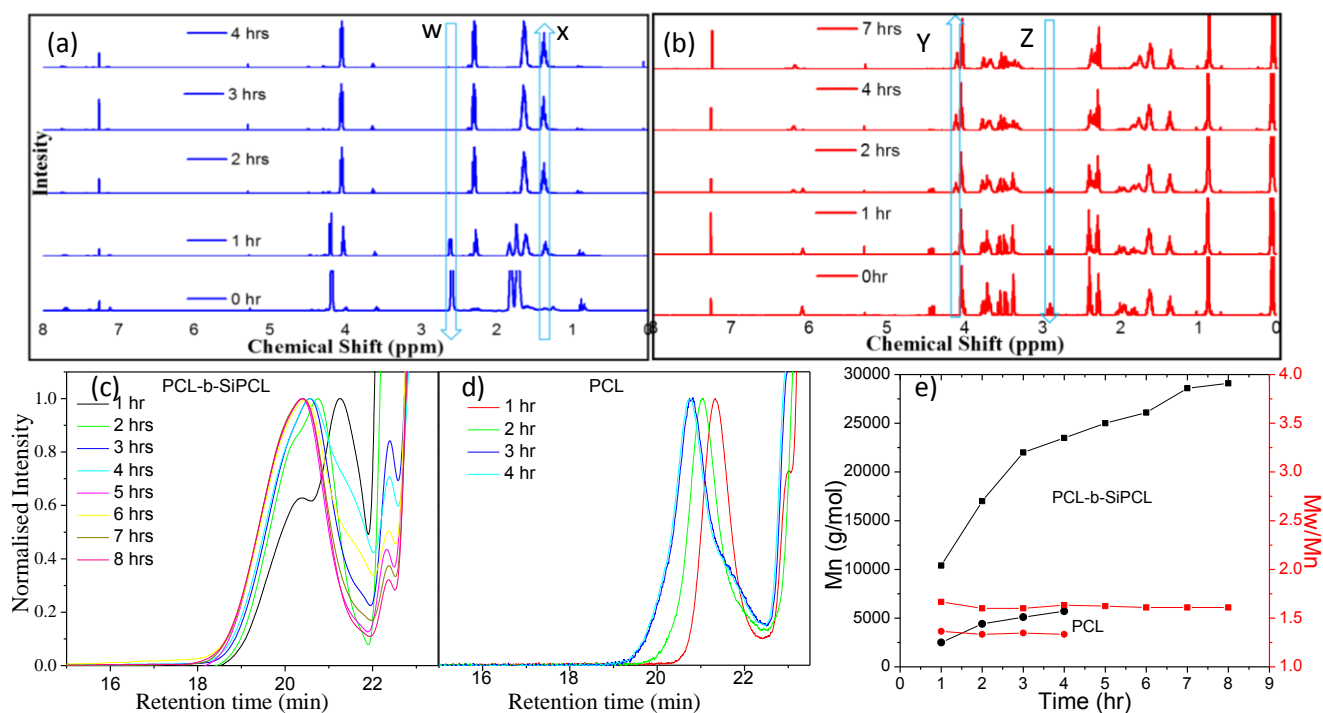 (a)
4 hrs
W
X
3 hrs
2 hrs
1 hr
0 hr
Intesity
8 7 6 5 4 3 2 1
Chemical Shift (ppm)
(b)
7 hrs
Y
Z
4 hrs
2 hrs
1 hr
0hr
8 7 6 5 4 3 2 1 0
Chemical Shift (ppm)
(c)
PCL-b-SiPCL
1 hr
2 hrs
3 hrs
4 hrs
5 hrs
6 hrs
7 hrs
8 hrs
Normalised Intensity
1.0
0.8
0.6
0.4
0.2
0.0
16 18 20 22
Retention time (min)
d)
PCL
1 hr
2 hr
3 hr
4 hr
16 18 20 22
Retention time (min)
e)
30000
25000
20000
15000
10000
5000
0
Mn (g/mol)
PCL-b-SiPCL
PCL
0 1 2 3 4 5 6 7 8 9
Time (hr)
4.0
3.5
3.0
2.5
2.0
1.5
1.0
Mw/Mn